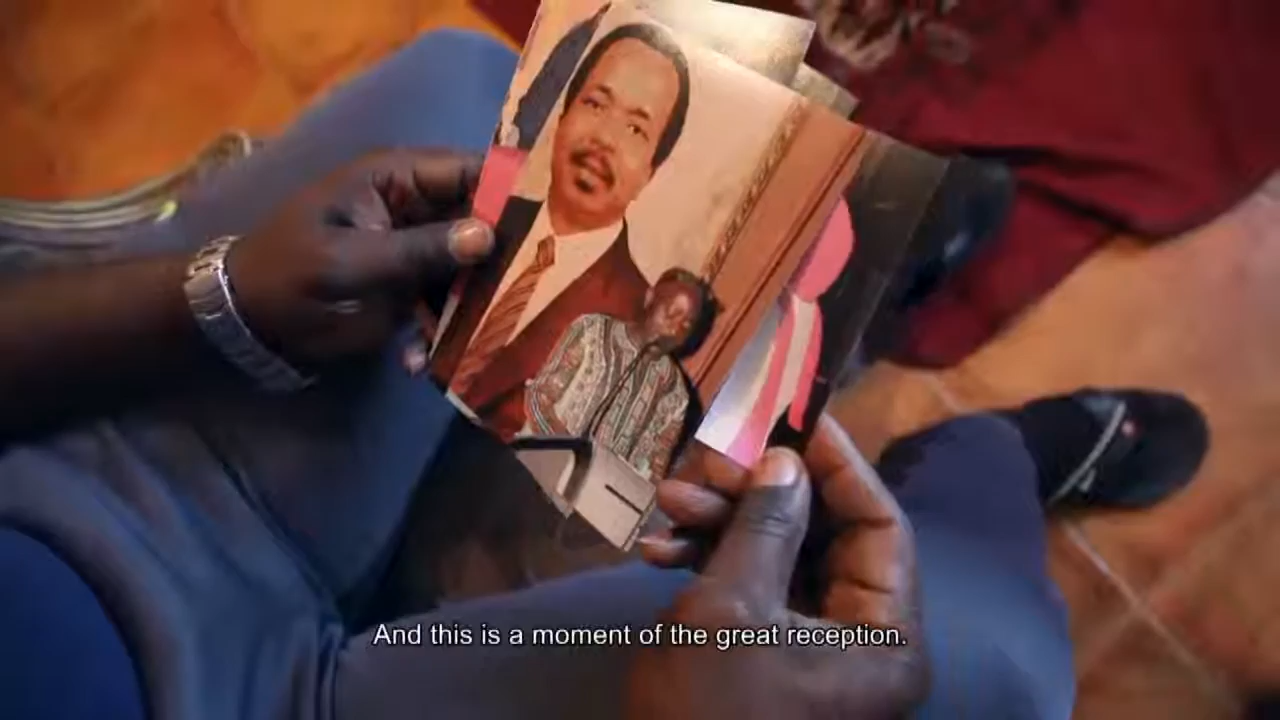 And this is a moment of the great reception.